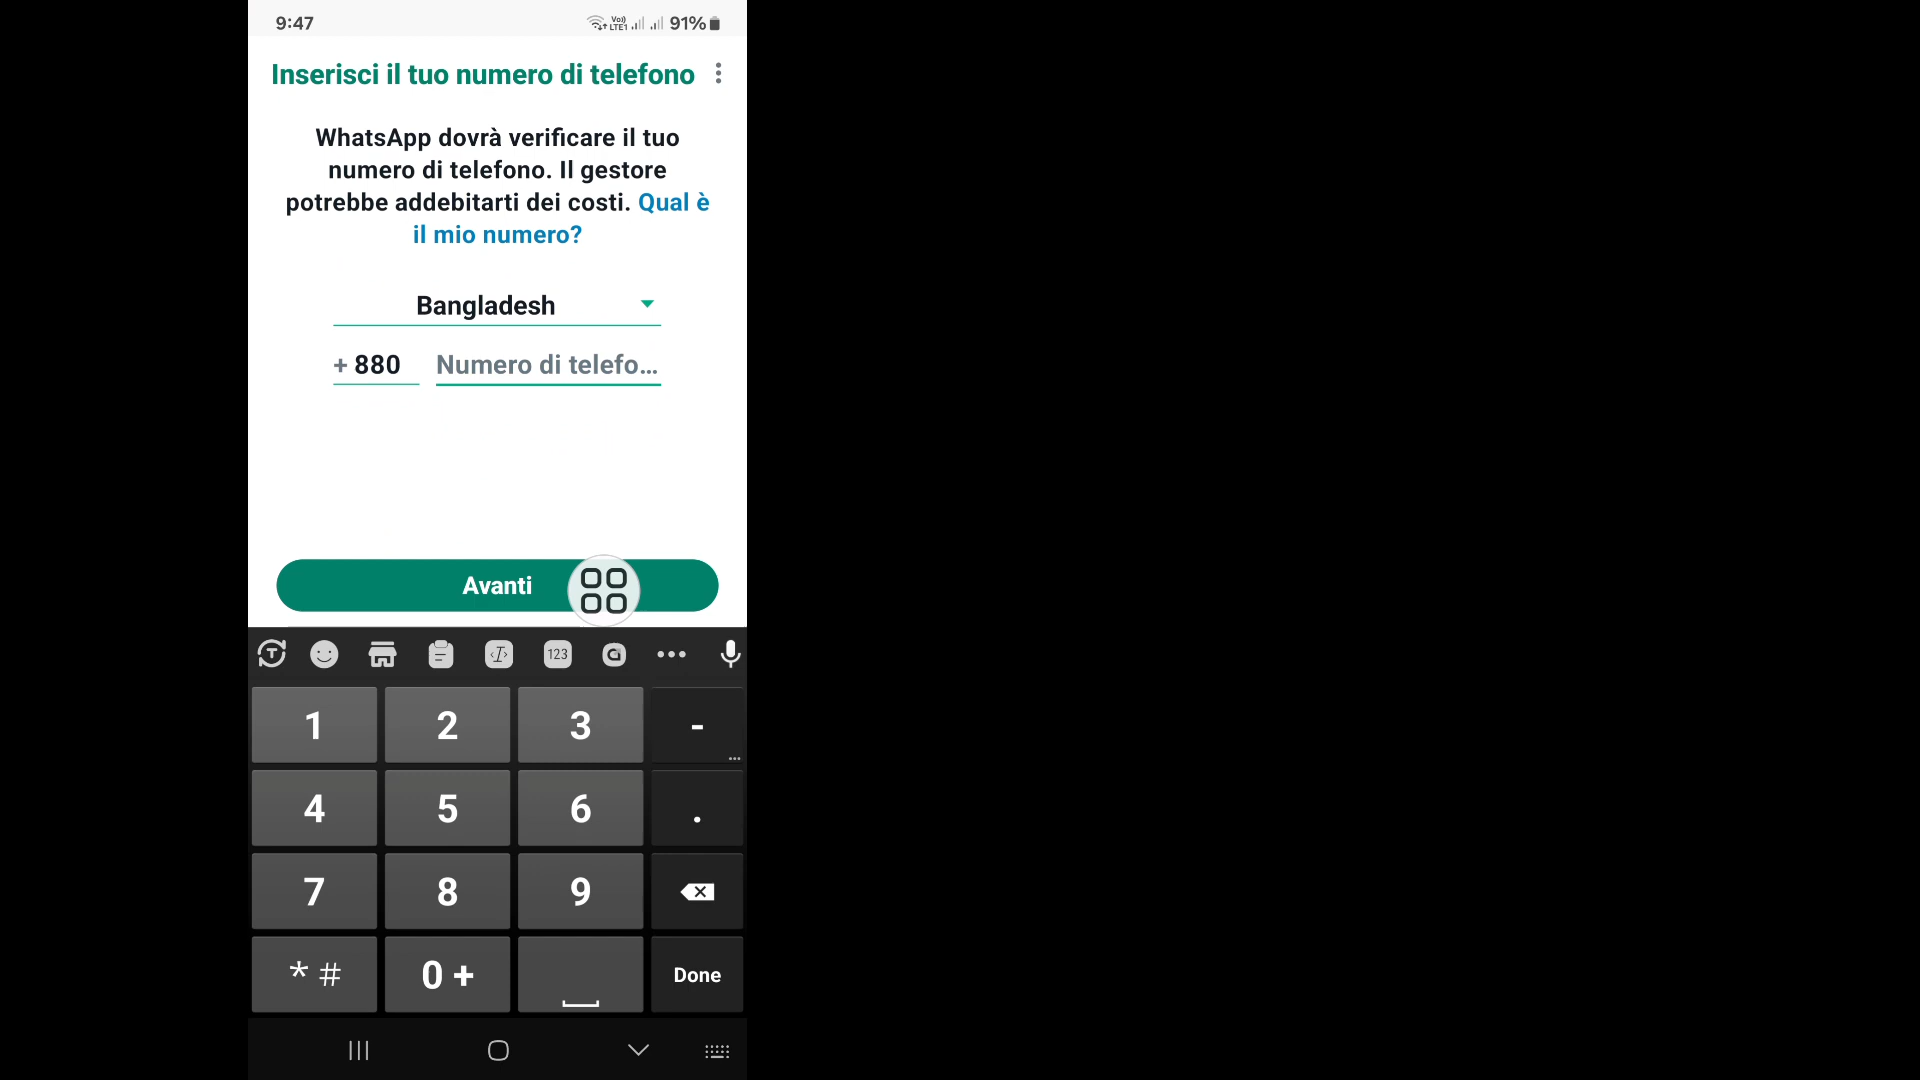 9:47 Vo)) LTE1 91%
Inserisci il tuo numero di telefono
WhatsApp dovrà verificare il tuo
numero di telefono. Il gestore
potrebbe addebitarti dei costi. Qual è
il mio numero?
Bangladesh
+ 880 Numero di telefo...
Avanti
T 123
1 2 3 -
4 5 6 .
7 8 9
* # 0 + Done